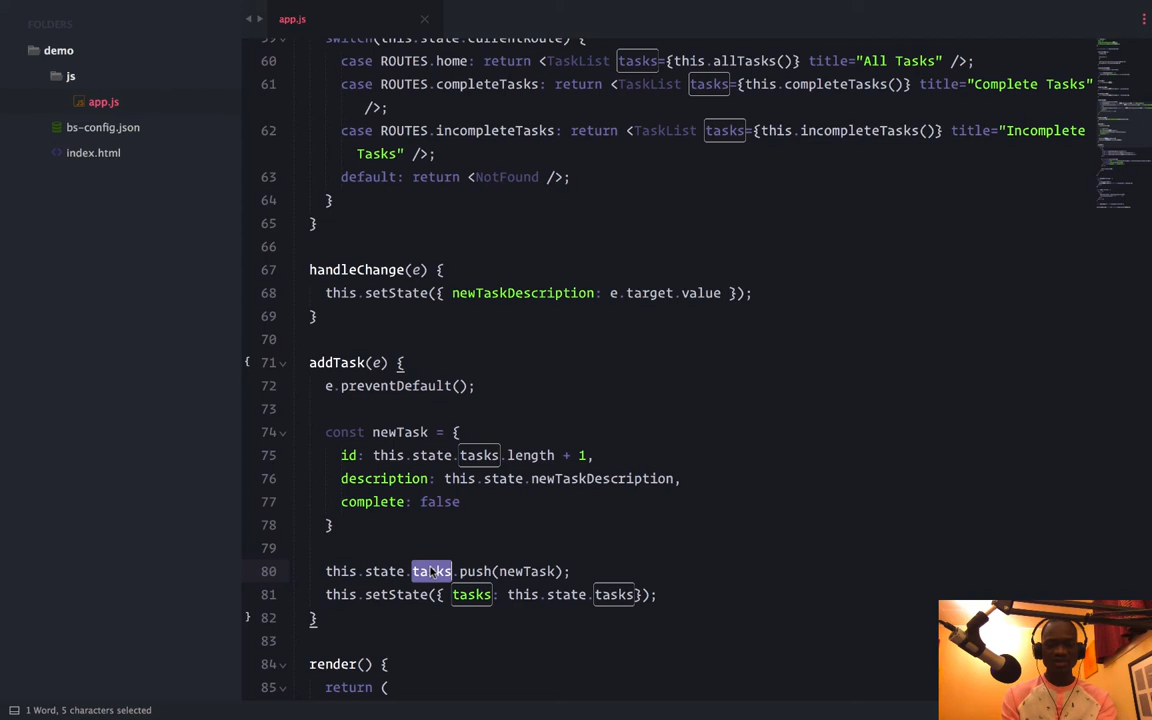 FOLDERS
demo
js
app.js
bs-config.json
index.html
app.js
59 switch(this.state.currentRoute) {
60 case ROUTES.home: return <TaskList tasks={this.allTasks()} title="All Tasks" />;
61 case ROUTES.completeTasks: return <TaskList tasks={this.completeTasks()} title="Complete Tasks"
/>;
62 case ROUTES.incompleteTasks: return <TaskList tasks={this.incompleteTasks()} title="Incomplete
Tasks" />;
63 default: return <NotFound />;
64 }
65 }
66
67 handleChange(e) {
68 this.setState({ newTaskDescription: e.target.value });
69 }
70
71 addTask(e) {
72 e.preventDefault();
73
74 const newTask = {
75 id: this.state.tasks.length + 1,
76 description: this.state.newTaskDescription,
77 complete: false
78 }
79
80 this.state.tasks.push(newTask);
81 this.setState({ tasks: this.state.tasks});
82 }
83
84 render() {
85 return (
1 Word, 5 characters selected